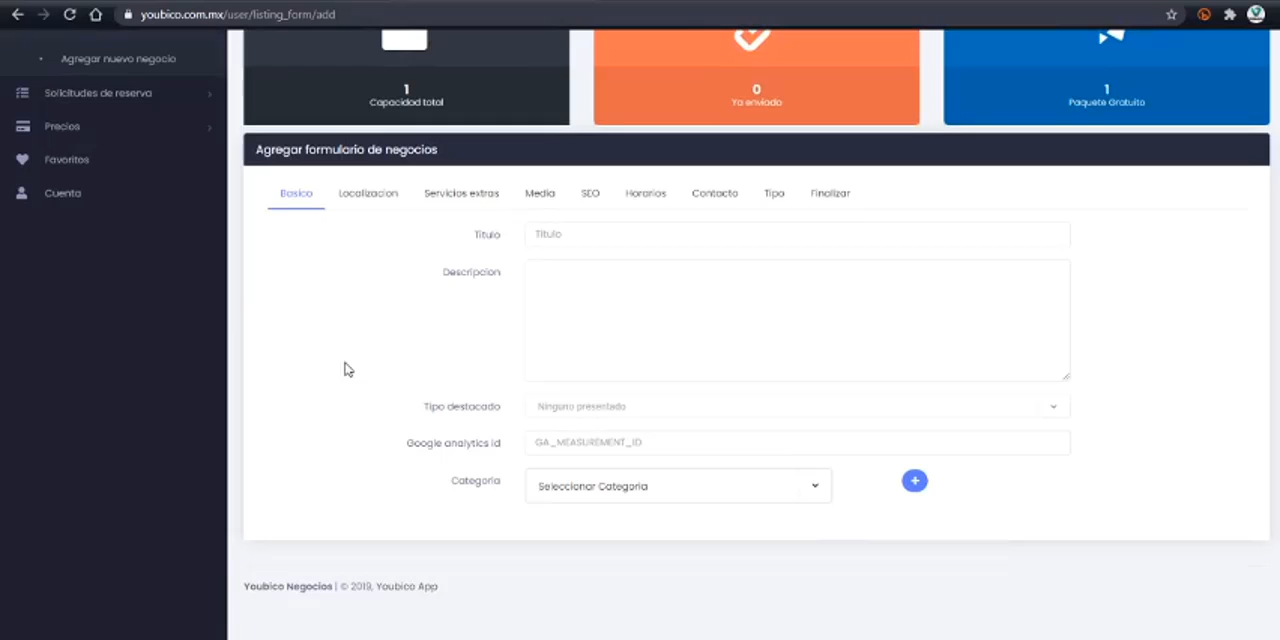 youbico.com.mx/user/listing_form/add
Agregar nuevo negocio
Solicitudes de reserva
Precios
Favoritos
Cuenta
1
Capacidad total
0
Ya enviado
1
Paquete Gratuito
Agregar formulario de negocios
Basico Localizacion Servicios extras Media SEO Horarios Contacto Tipo Finalizar
Titulo Titulo
Descripcion
Tipo destacado Ninguno presentado
Google analytics id GA_MEASUREMENT_ID
Categoria Seleccionar Categoria +
Youbico Negocios | © 2019, Youbico App